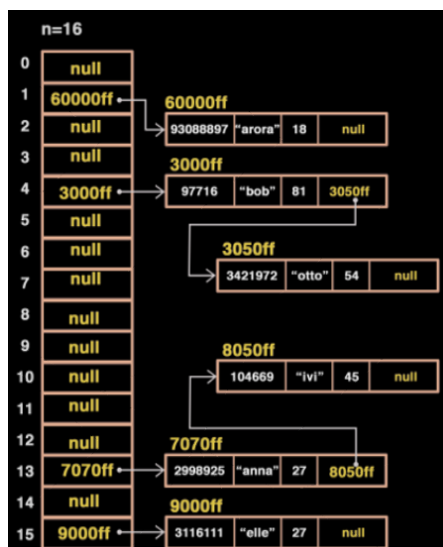 n=16
0 null
1 60000ff
60000ff
93088897 "arora" 18 null
2 null
3 null
3000ff
4 3000ff
97716 "bob" 81 3050ff
5 null
6 null
3050ff
7 null
3421972 "otto" 54 null
8 null
9 null
8050ff
10 null
104669 "ivi" 45 null
11 null
12 null
7070ff
13 7070ff
2998925 "anna" 27 8050ff
14 null
9000ff
15 9000ff
3116111 "elle" 27 null